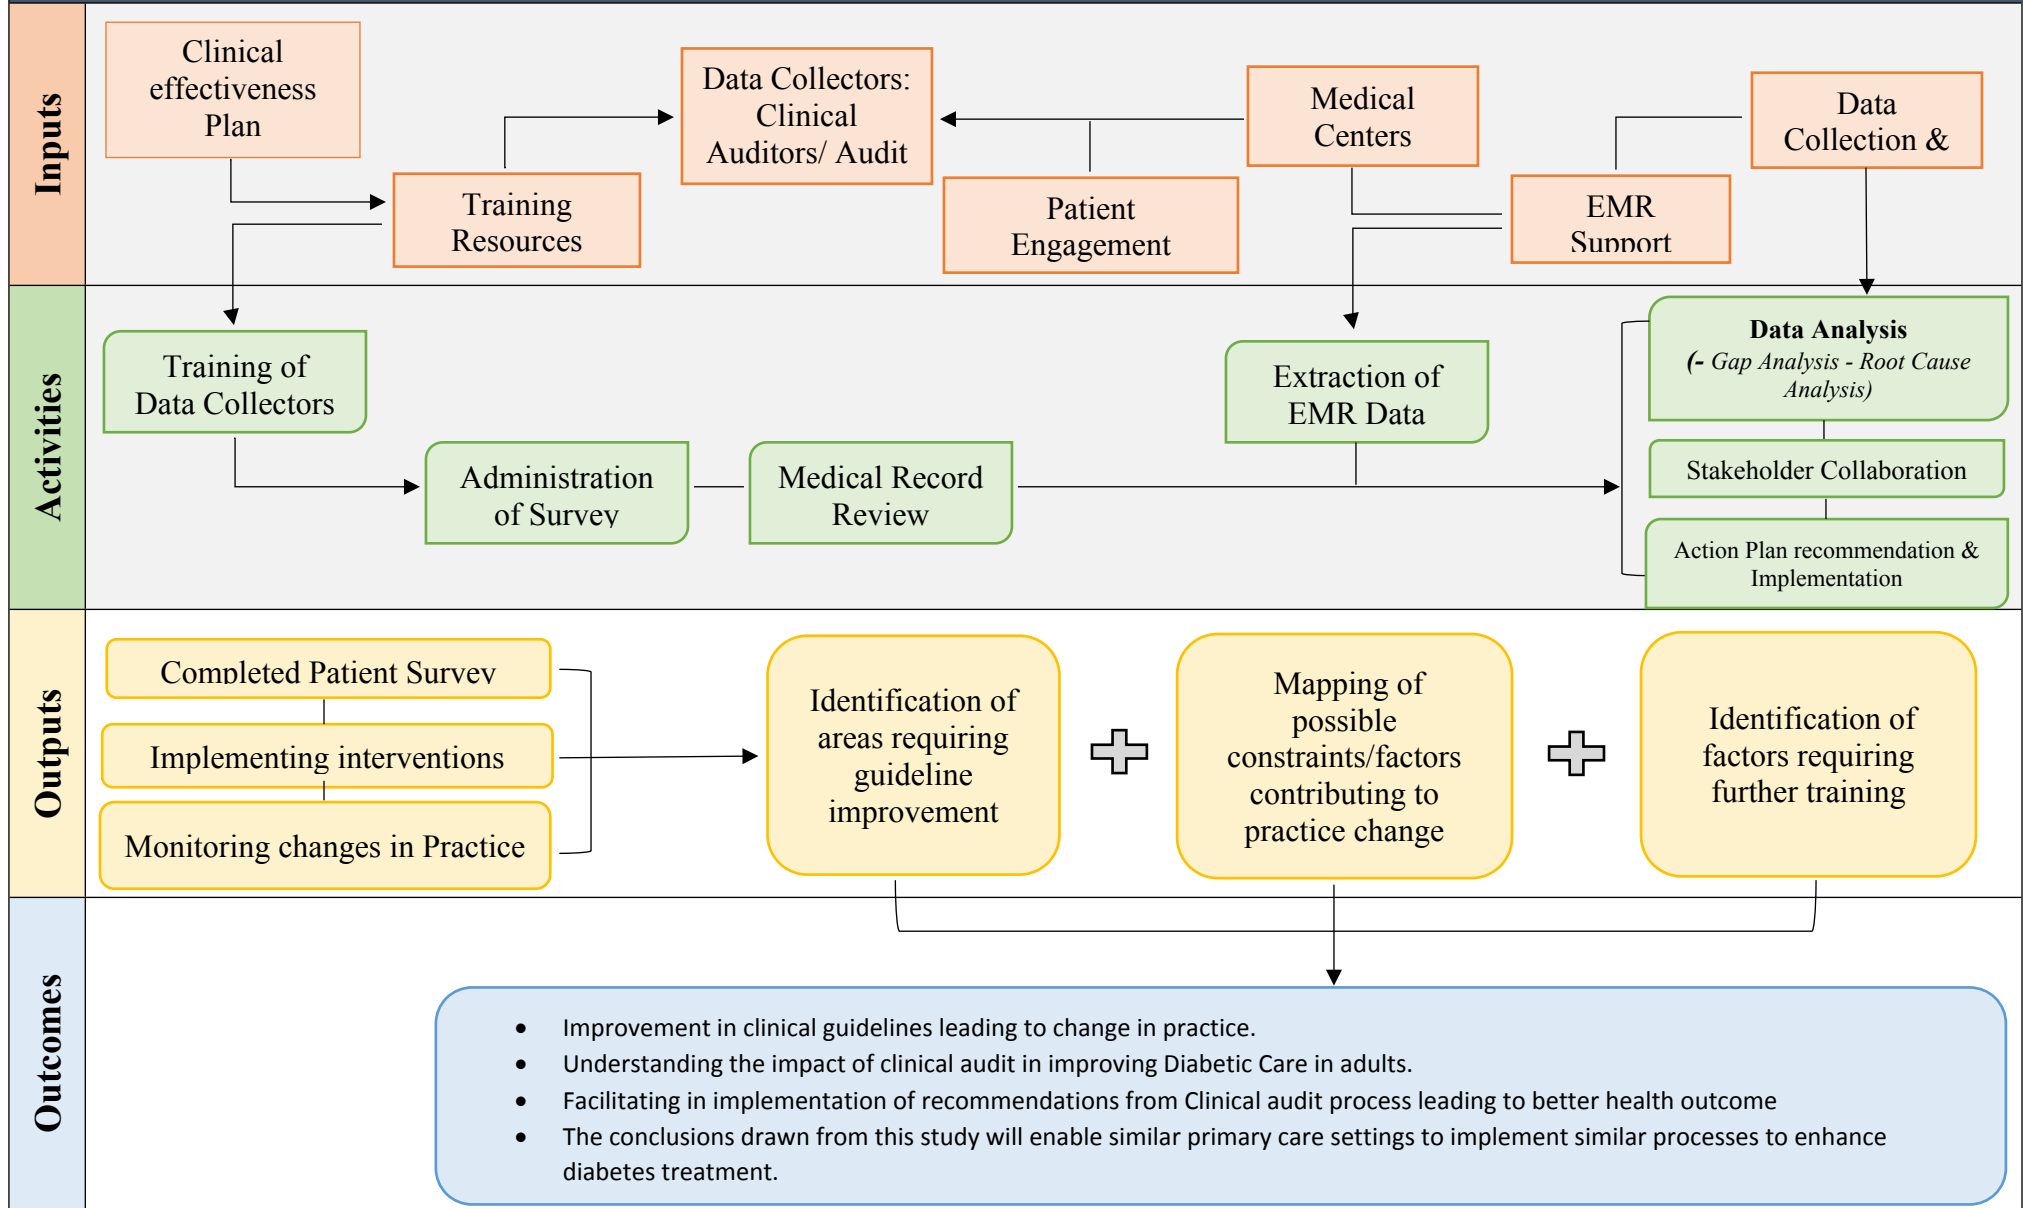 Inputs
Clinical
effectiveness
Plan
Training
Resources
Data Collectors:
Clinical
Auditors/ Audit
Patient
Engagement
Medical
Centers
EMR
Support
Data
Collection &
Activities
Training of
Data Collectors
Administration
of Survey
Medical Record
Review
Extraction of
EMR Data
Data Analysis
(- Gap Analysis - Root Cause
Analysis)
Stakeholder Collaboration
Action Plan recommendation &
Implementation
Outputs
Completed Patient Survey
Implementing interventions
Monitoring changes in Practice
Identification of
areas requiring
guideline
improvement
Mapping of
possible
constraints/factors
contributing to
practice change
Identification of
factors requiring
further training
Outcomes
• Improvement in clinical guidelines leading to change in practice.
• Understanding the impact of clinical audit in improving Diabetic Care in adults.
• Facilitating in implementation of recommendations from Clinical audit process leading to better health outcome
• The conclusions drawn from this study will enable similar primary care settings to implement similar processes to enhance
diabetes treatment.